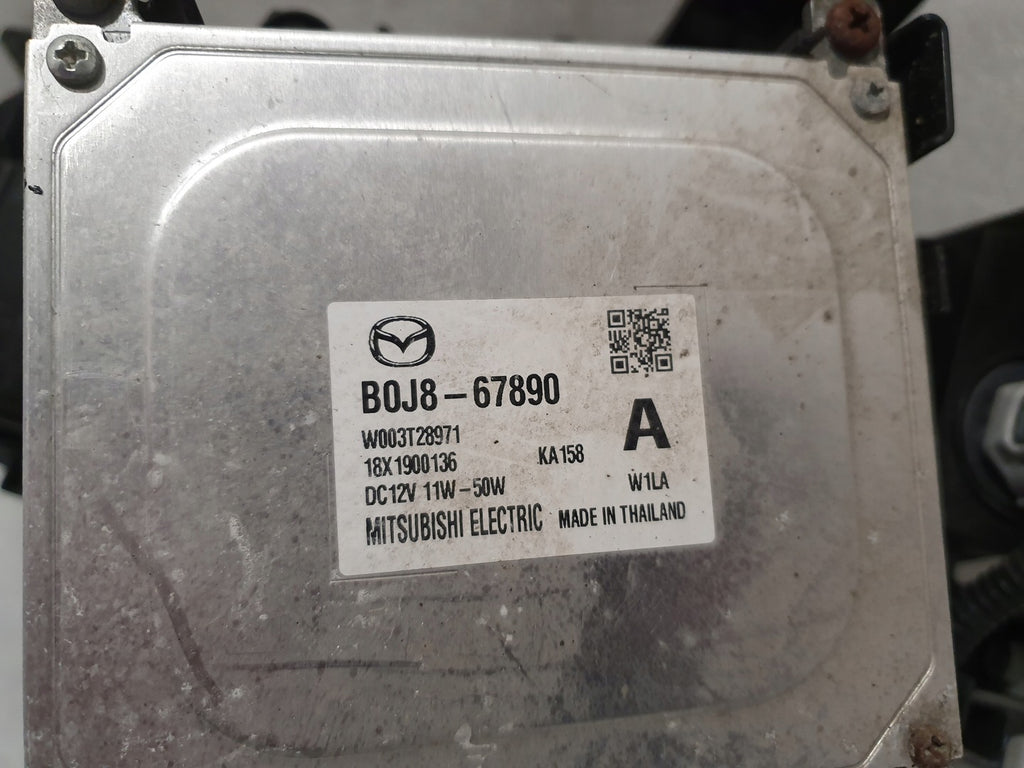 B0J8-67890
A
W003T28971
18X1900136 KA158
DC12V 11W-50W W1LA
MITSUBISHI ELECTRIC MADE IN THAILAND